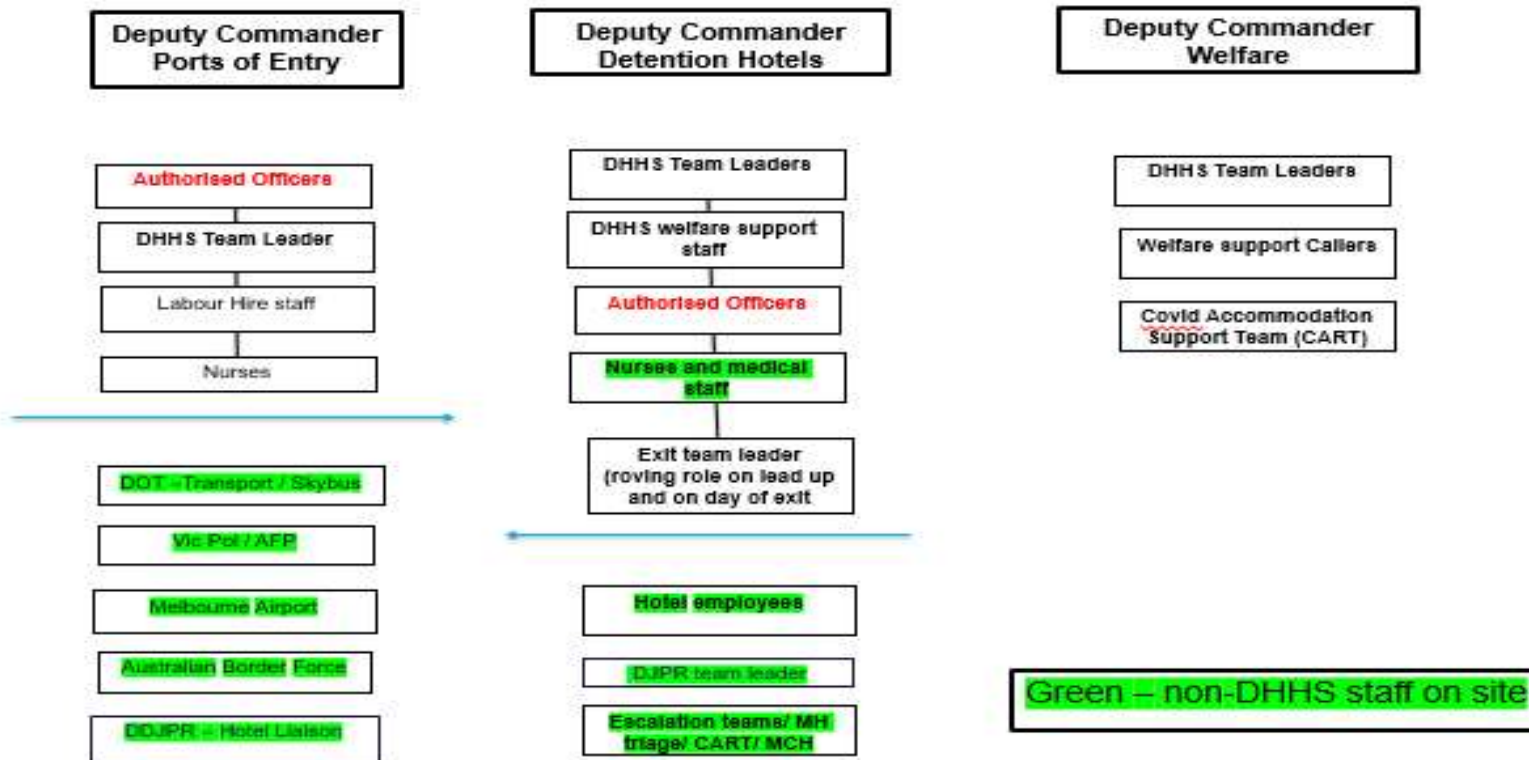 Deputy Commander
Ports of Entry
Authorised Officers
DHHS Team Leader
Labour Hire staff
Nurses
DOT –Transport / Skybus
Vic Pol / AFP
Melbourne Airport
Australian Border Force
DDJPR – Hotel Liaison
Deputy Commander
Detention Hotels
DHHS Team Leaders
DHHS welfare support
staff
Authorised Officers
Nurses and medical
staff
Exit team leader
(roving role on lead up
and on day of exit
Hotel employees
DJPR team leader
Escalation teams/ MH
triage/ CART/ MCH
Deputy Commander
Welfare
DHHS Team Leaders
Welfare support Callers
Covid Accommodation
Support Team (CART)
Green – non-DHHS staff on site